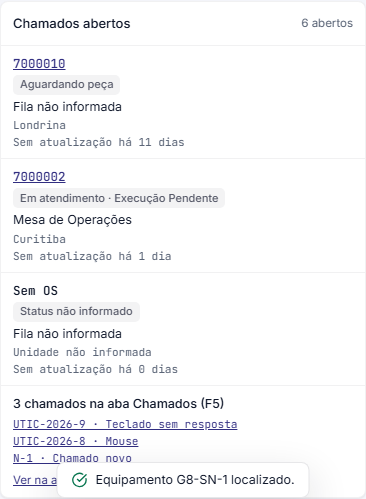 Chamados abertos
6 abertos
7000010
Aguardando peça
Fila não informada
Londrina
Sem atualização há 11 dias
7000002
Em atendimento · Execução Pendente
Mesa de Operações
Curitiba
Sem atualização há 1 dia
Sem OS
Status não informado
Fila não informada
Unidade não informada
Sem atualização há 0 dias
3 chamados na aba Chamados (F5)
UTIC-2026-9 · Teclado sem resposta
UTIC-2026-8 · Mouse
N-1 · Chamado novo
Ver na a
Equipamento G8-SN-1 localizado.